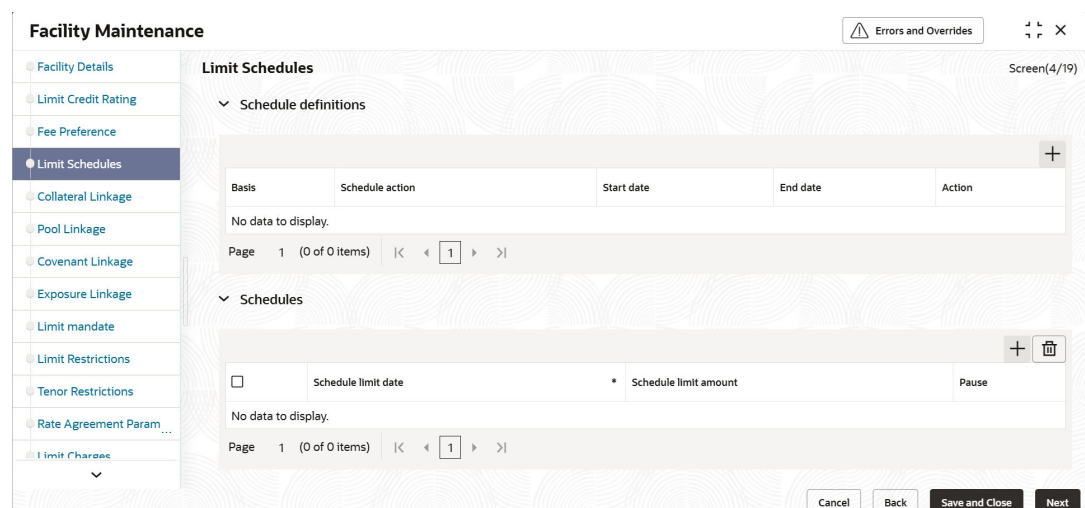 Facility Maintenance
Errors and Overrides
Facility Details
Limit Credit Rating
Fee Preference
Limit Schedules
Collateral Linkage
Pool Linkage
Covenant Linkage
Exposure Linkage
Limit mandate
Limit Restrictions
Tenor Restrictions
Rate Agreement Param...
Limit Charges
Limit Schedules
Screen(4/19)
Schedule definitions
Basis Schedule action Start date End date Action
No data to display.
Page 1 (0 of 0 items) 1
Schedules
Schedule limit date * Schedule limit amount Pause
No data to display.
Page 1 (0 of 0 items) 1
Cancel Back Save and Close Next